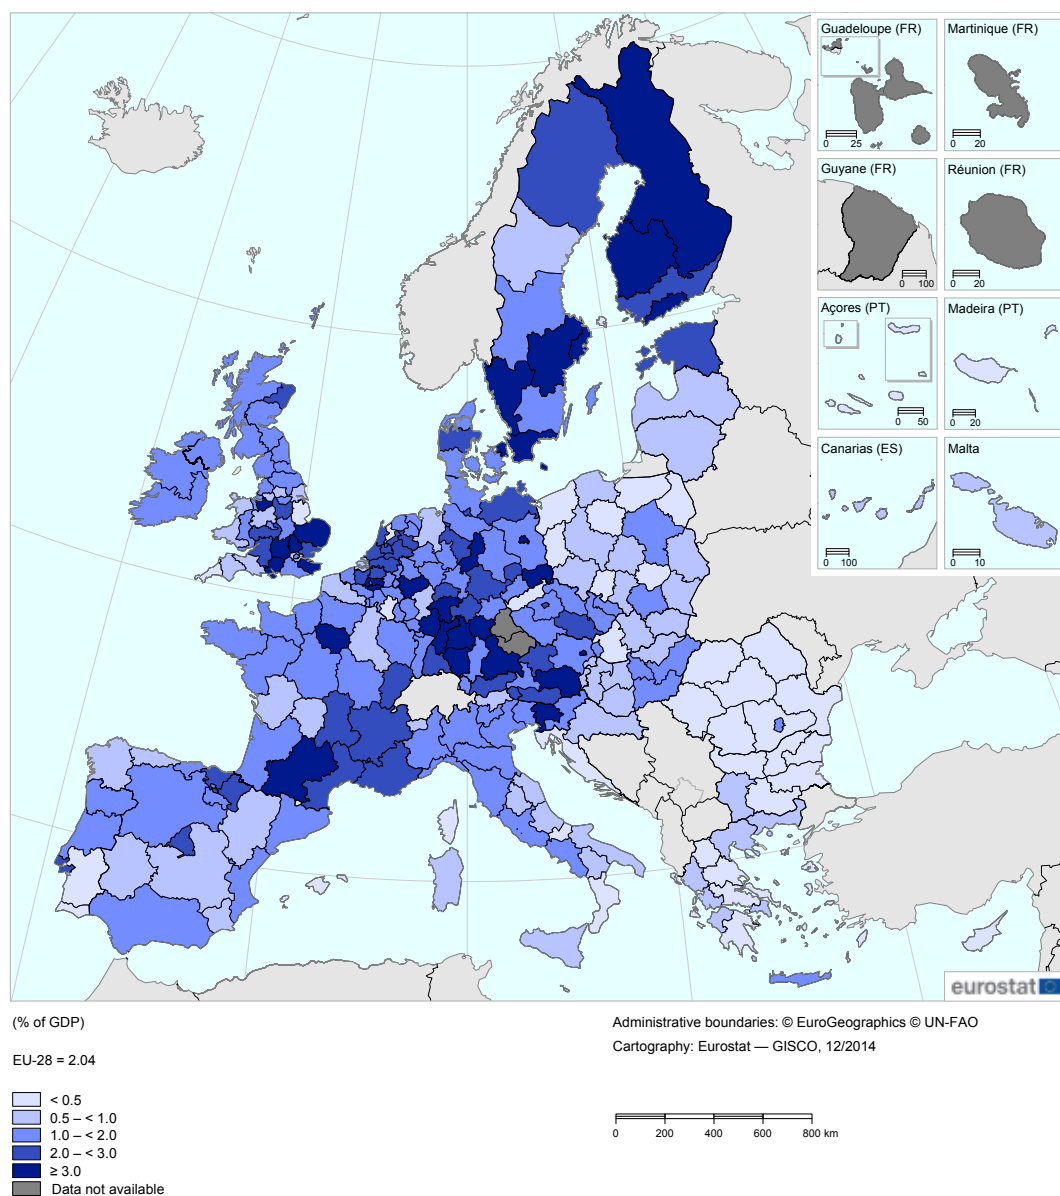 Guadeloupe (FR)
0 25
Martinique (FR)
0 20
Guyane (FR)
0 100
Réunion (FR)
0 20
Açores (PT)
0 50
Madeira (PT)
0 20
Canarias (ES)
0 100
Malta
0 10
eurostat
(% of GDP)
EU-28 = 2.04
< 0.5
0.5 – < 1.0
1.0 – < 2.0
2.0 – < 3.0
≥ 3.0
Data not available
Administrative boundaries: © EuroGeographics © UN-FAO
Cartography: Eurostat — GISCO, 12/2014
0 200 400 600 800 km